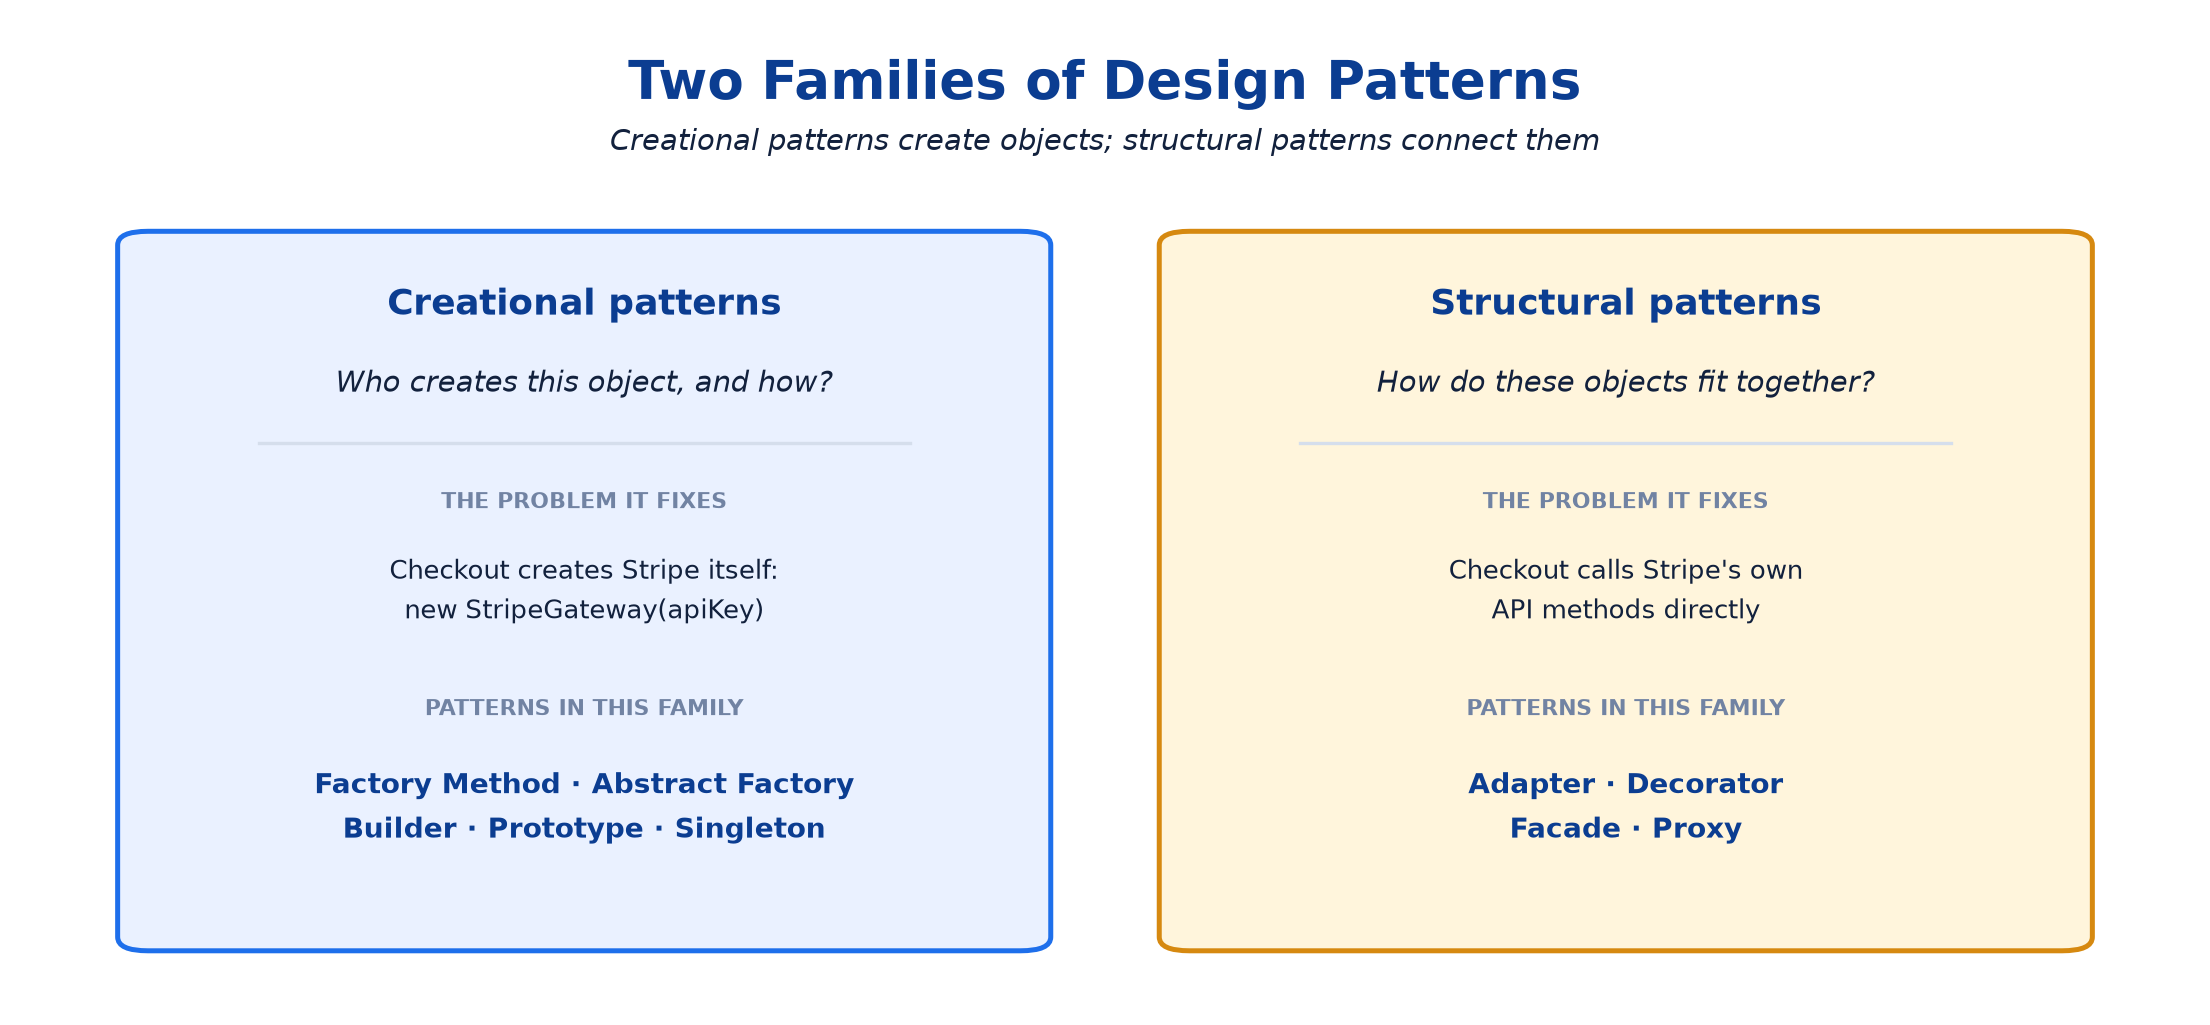 Two Families of Design Patterns
Creational patterns create objects; structural patterns connect them
Creational patterns
Who creates this object, and how?
THE PROBLEM IT FIXES
Checkout creates Stripe itself:
new StripeGateway(apiKey)
PATTERNS IN THIS FAMILY
Factory Method · Abstract Factory
Builder · Prototype · Singleton
Structural patterns
How do these objects fit together?
THE PROBLEM IT FIXES
Checkout calls Stripe's own
API methods directly
PATTERNS IN THIS FAMILY
Adapter · Decorator
Facade · Proxy